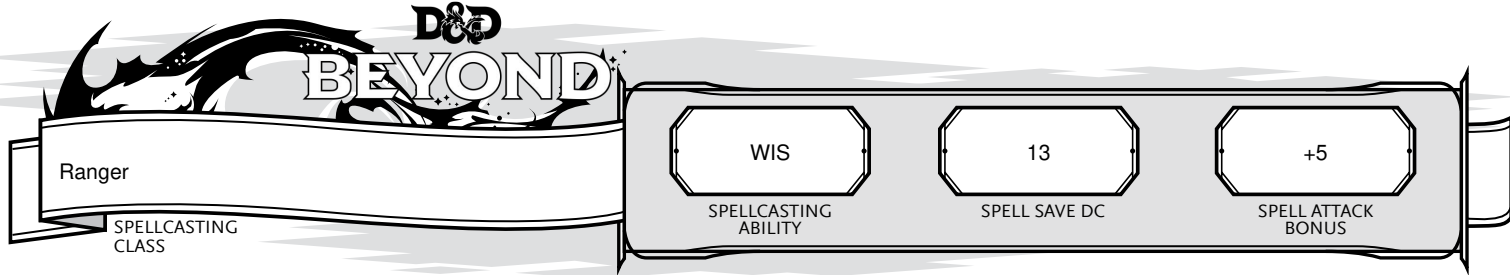 D&D
BEYOND
Ranger
SPELLCASTING
CLASS
WIS
SPELLCASTING
ABILITY
13
SPELL SAVE DC
+5
SPELL ATTACK
BONUS